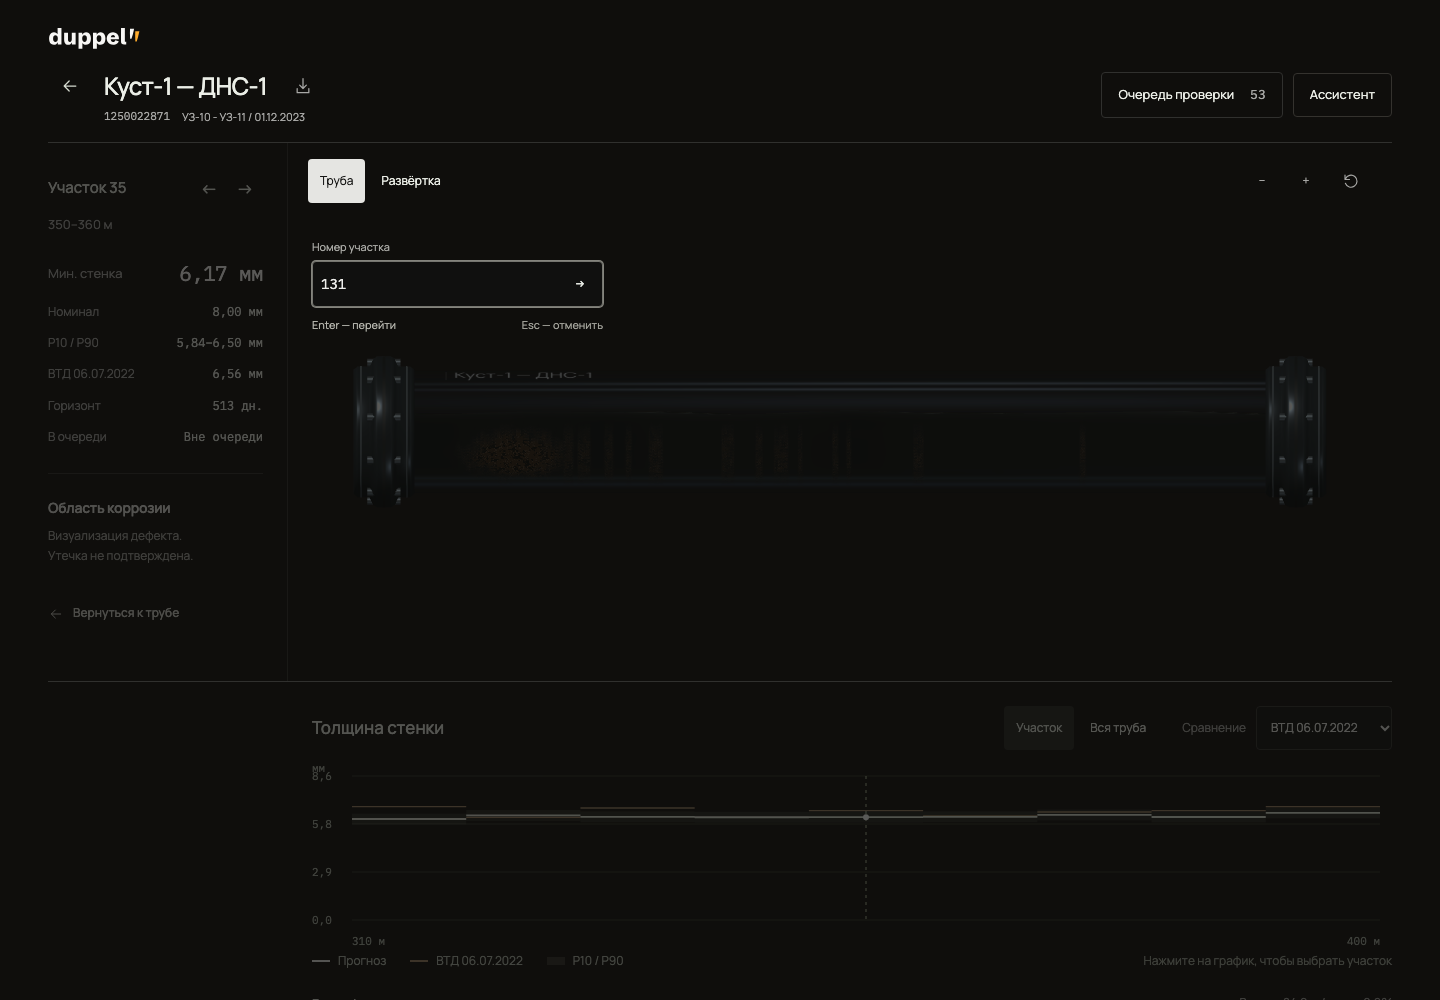 duppel
Куст-1 — ДНС-1
1250022871 УЗ-10 - УЗ-11 / 01.12.2023
Очередь проверки 53
Ассистент
Участок 35
350–360 м
Мин. стенка 6,17 мм
Номинал 8,00 мм
P10 / P90 5,84–6,50 мм
ВТД 06.07.2022 6,56 мм
Горизонт 513 дн.
В очереди Вне очереди
Область коррозии
Визуализация дефекта.
Утечка не подтверждена.
Вернуться к трубе
Труба Развёртка
Номер участка
131
Enter — перейти Esc — отменить
Куст-1 — ДНС-1
Толщина стенки
Участок Вся труба Сравнение ВТД 06.07.2022
мм
8,6
5,8
2,9
0,0
310 м 400 м
Прогноз ВТД 06.07.2022 P10 / P90
Нажмите на график, чтобы выбрать участок